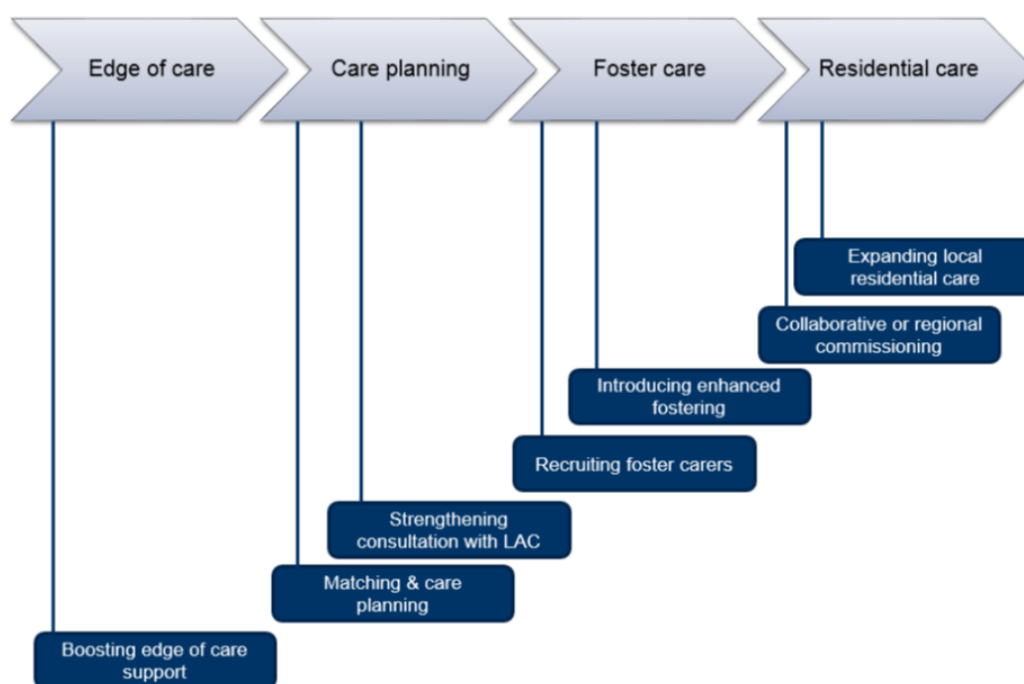 Edge of care
Care planning
Foster care
Residential care
Expanding local
residential care
Collaborative or regional
commissioning
Introducing enhanced
fostering
Recruiting foster carers
Strengthening
consultation with LAC
Matching & care
planning
Boosting edge of care
support